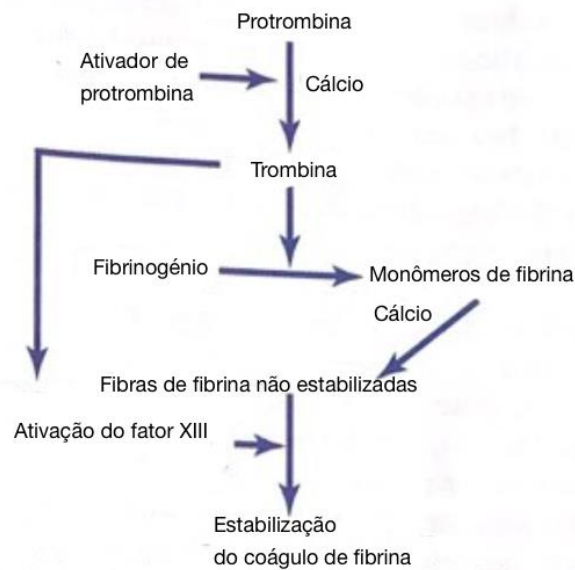 Protrombina
Ativador de
protrombina
Cálcio
Trombina
Fibrinogénio
Monômeros de fibrina
Cálcio
Fibras de fibrina não estabilizadas
Ativação do fator XIII
Estabilização
do coágulo de fibrina